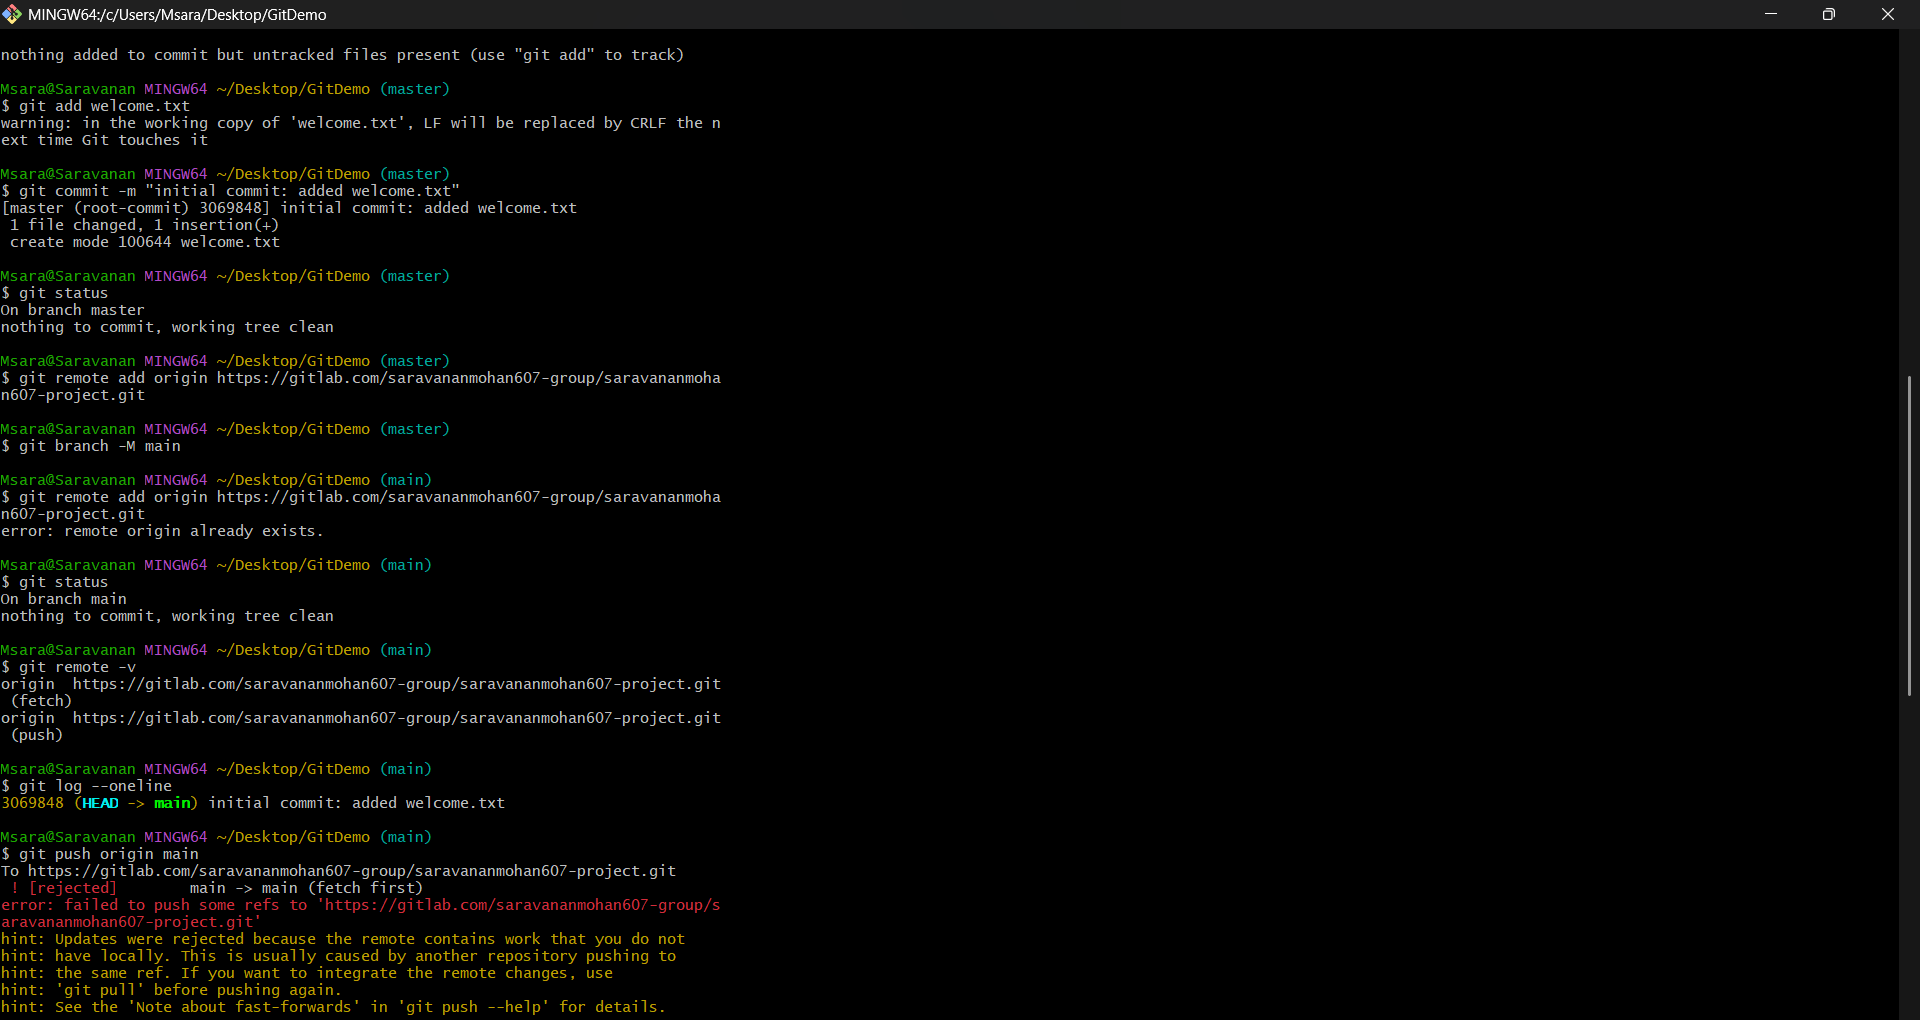 MINGW64:/c/Users/Msara/Desktop/GitDemo
nothing added to commit but untracked files present (use "git add" to track)
Msara@Saravanan MINGW64 ~/Desktop/GitDemo (master)
$ git add welcome.txt
warning: in the working copy of 'welcome.txt', LF will be replaced by CRLF the n
ext time Git touches it
Msara@Saravanan MINGW64 ~/Desktop/GitDemo (master)
$ git commit -m "initial commit: added welcome.txt"
[master (root-commit) 3069848] initial commit: added welcome.txt
 1 file changed, 1 insertion(+)
 create mode 100644 welcome.txt
Msara@Saravanan MINGW64 ~/Desktop/GitDemo (master)
$ git status
On branch master
nothing to commit, working tree clean
Msara@Saravanan MINGW64 ~/Desktop/GitDemo (master)
$ git remote add origin https://gitlab.com/saravananmohan607-group/saravananmoha
n607-project.git
Msara@Saravanan MINGW64 ~/Desktop/GitDemo (master)
$ git branch -M main
Msara@Saravanan MINGW64 ~/Desktop/GitDemo (main)
$ git remote add origin https://gitlab.com/saravananmohan607-group/saravananmoha
n607-project.git
error: remote origin already exists.
Msara@Saravanan MINGW64 ~/Desktop/GitDemo (main)
$ git status
On branch main
nothing to commit, working tree clean
Msara@Saravanan MINGW64 ~/Desktop/GitDemo (main)
$ git remote -v
origin  https://gitlab.com/saravananmohan607-group/saravananmohan607-project.git
 (fetch)
origin  https://gitlab.com/saravananmohan607-group/saravananmohan607-project.git
 (push)
Msara@Saravanan MINGW64 ~/Desktop/GitDemo (main)
$ git log --oneline
3069848 (HEAD -> main) initial commit: added welcome.txt
Msara@Saravanan MINGW64 ~/Desktop/GitDemo (main)
$ git push origin main
To https://gitlab.com/saravananmohan607-group/saravananmohan607-project.git
 ! [rejected]        main -> main (fetch first)
error: failed to push some refs to 'https://gitlab.com/saravananmohan607-group/s
aravananmohan607-project.git'
hint: Updates were rejected because the remote contains work that you do not
hint: have locally. This is usually caused by another repository pushing to
hint: the same ref. If you want to integrate the remote changes, use
hint: 'git pull' before pushing again.
hint: See the 'Note about fast-forwards' in 'git push --help' for details.